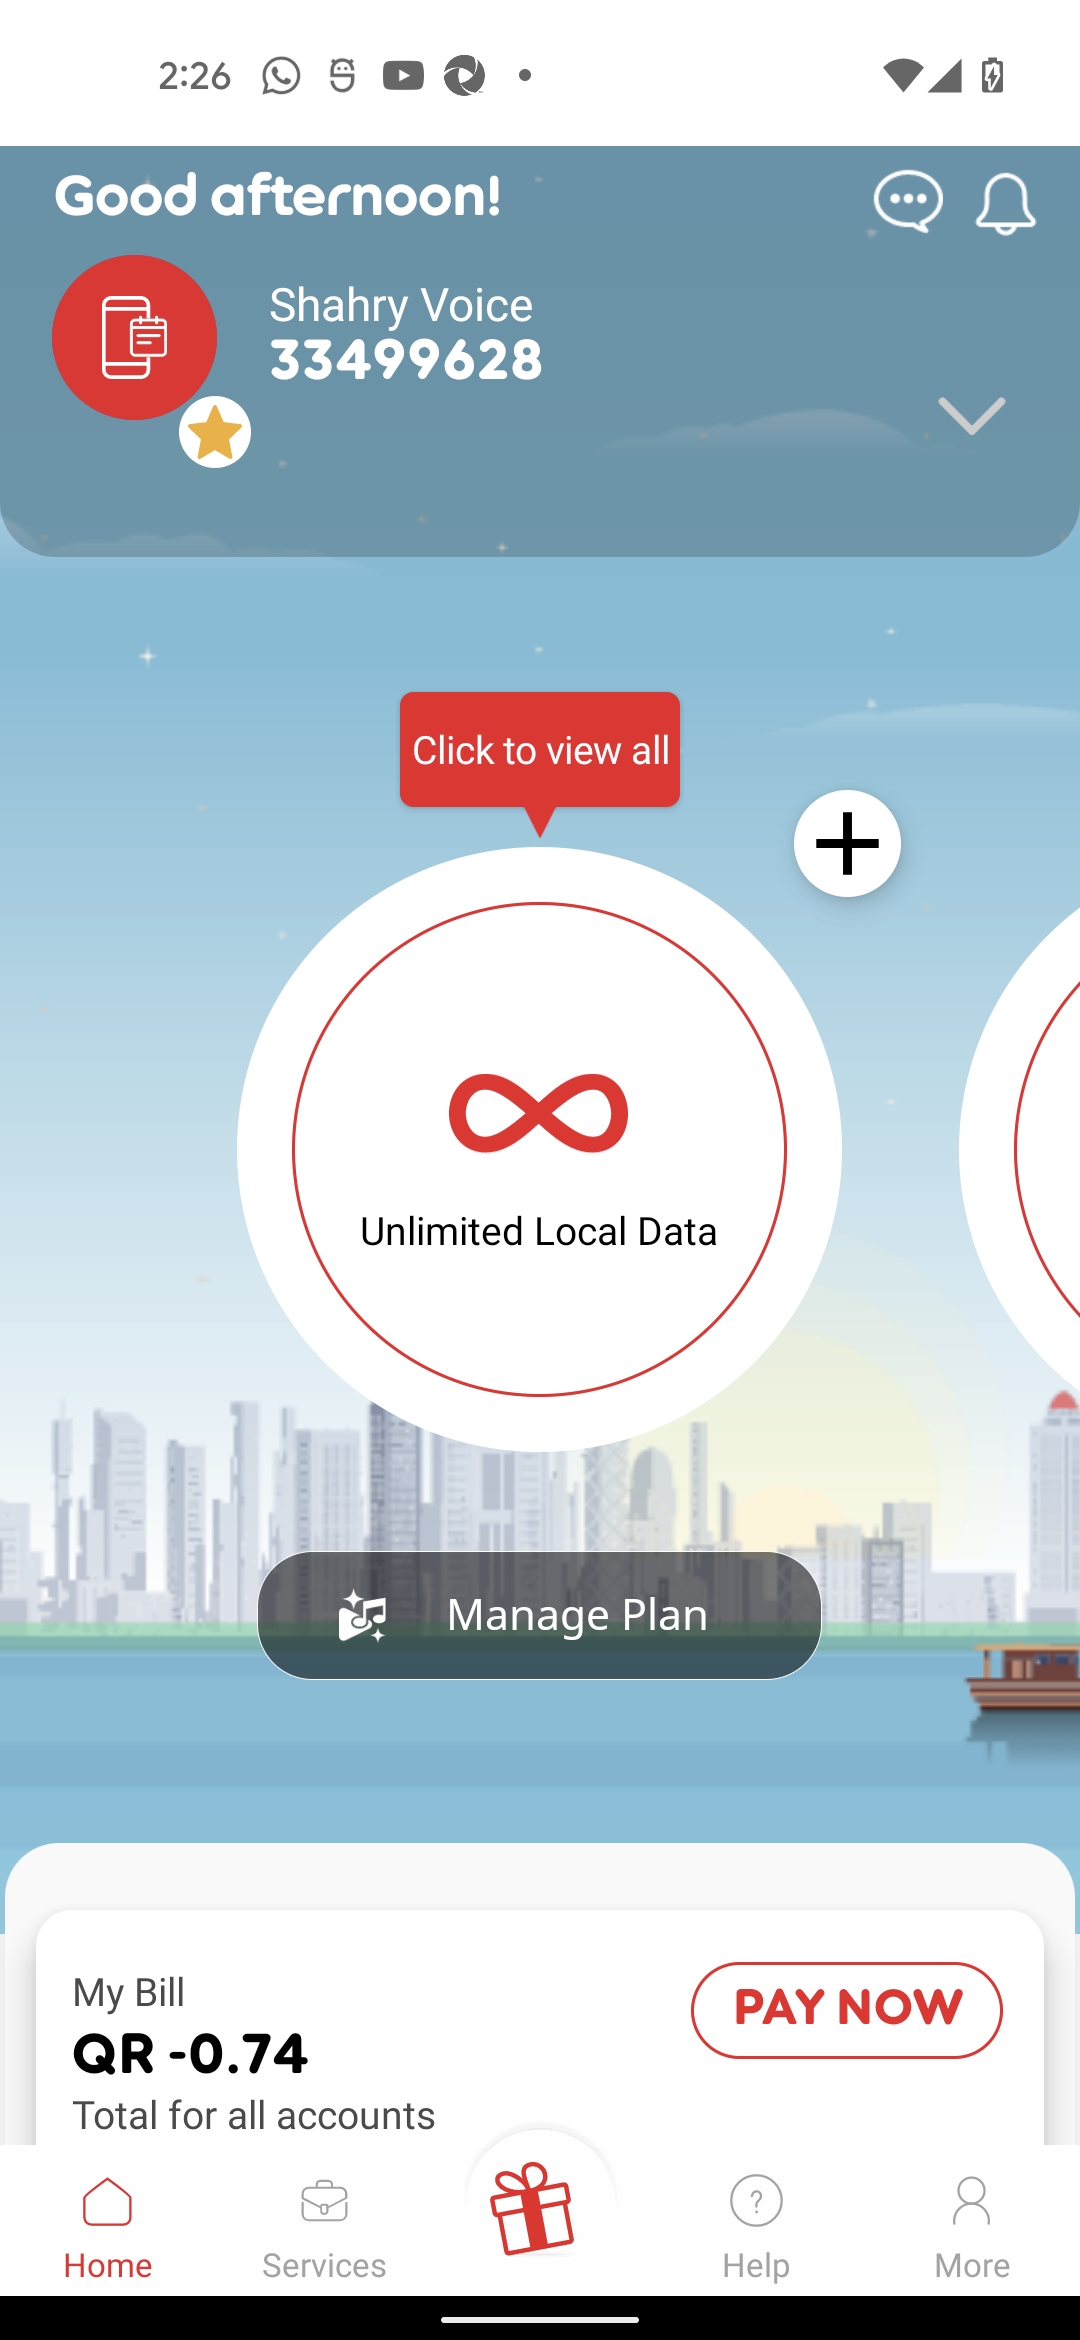 2:26
Good afternoon!
Shahry Voice
33499628
Click to view all
Unlimited Local Data
Manage Plan
My Bill
PAY NOW
QR -0.74
Total for all accounts
Home
Services
Help
More